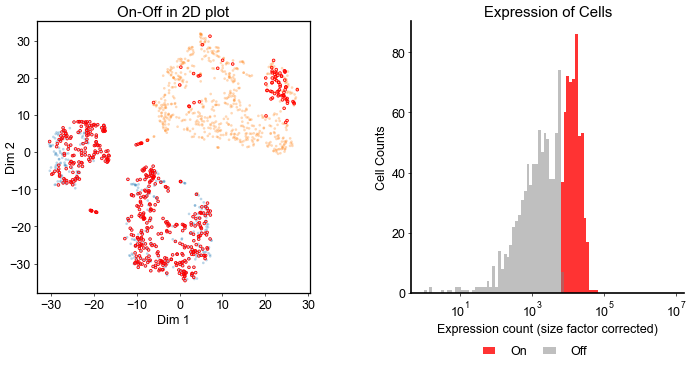 On-Off in 2D plot
30
20
10
0
−10
−20
−30
Dim 2
−30 −20 −10 0 10 20 30
Dim 1
Expression of Cells
80
60
40
20
0
Cell Counts
10^1 10^3 10^5 10^7
Expression count (size factor corrected)
On Off